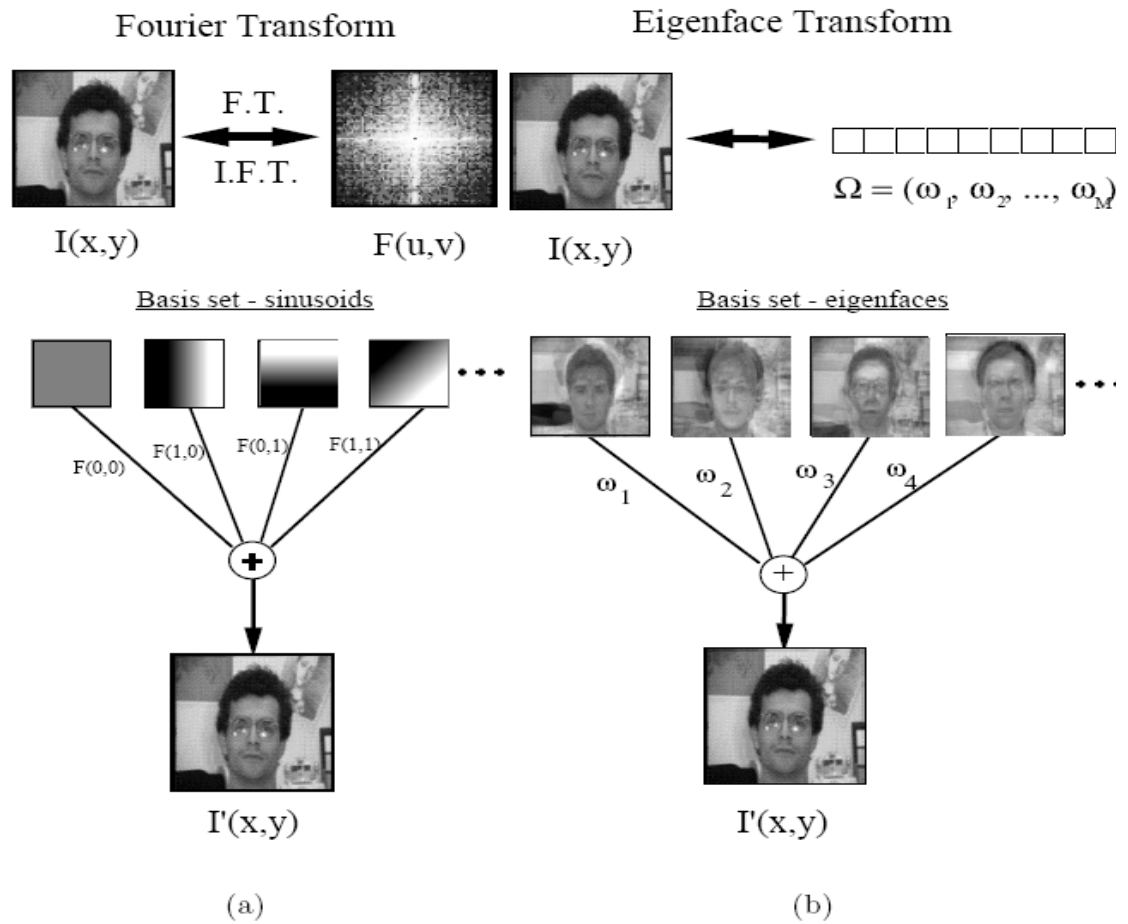 Fourier Transform
Eigenface Transform
F.T.
I.F.T.
I(x,y)
F(u,v)
I(x,y)
Ω = (ω₁, ω₂, ..., ω_M)
Basis set - sinusoids
Basis set - eigenfaces
F(0,0)
F(1,0)
F(0,1)
F(1,1)
ω₁
ω₂
ω₃
ω₄
+
+
I'(x,y)
I'(x,y)
(a)
(b)